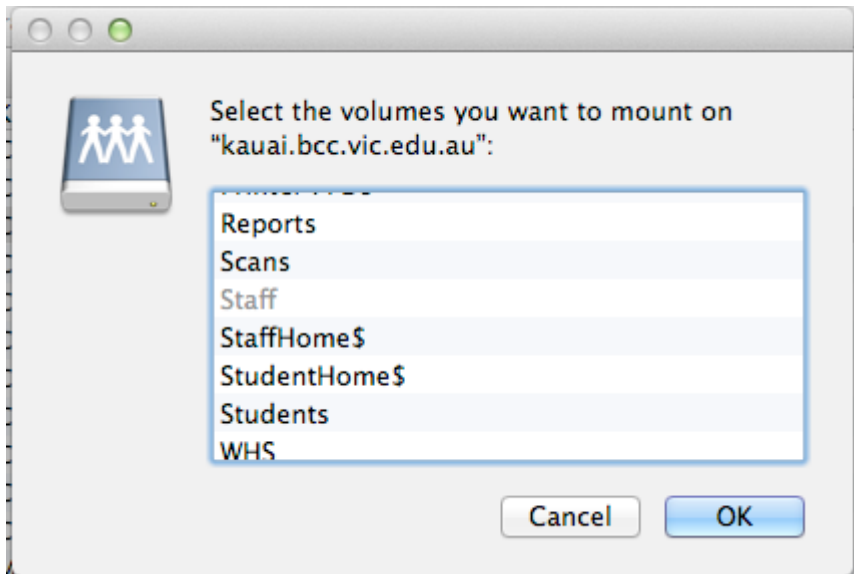 Select the volumes you want to mount on
“kauai.bcc.vic.edu.au”:
Reports
Scans
Staff
StaffHome$
StudentHome$
Students
WHS
Cancel
OK